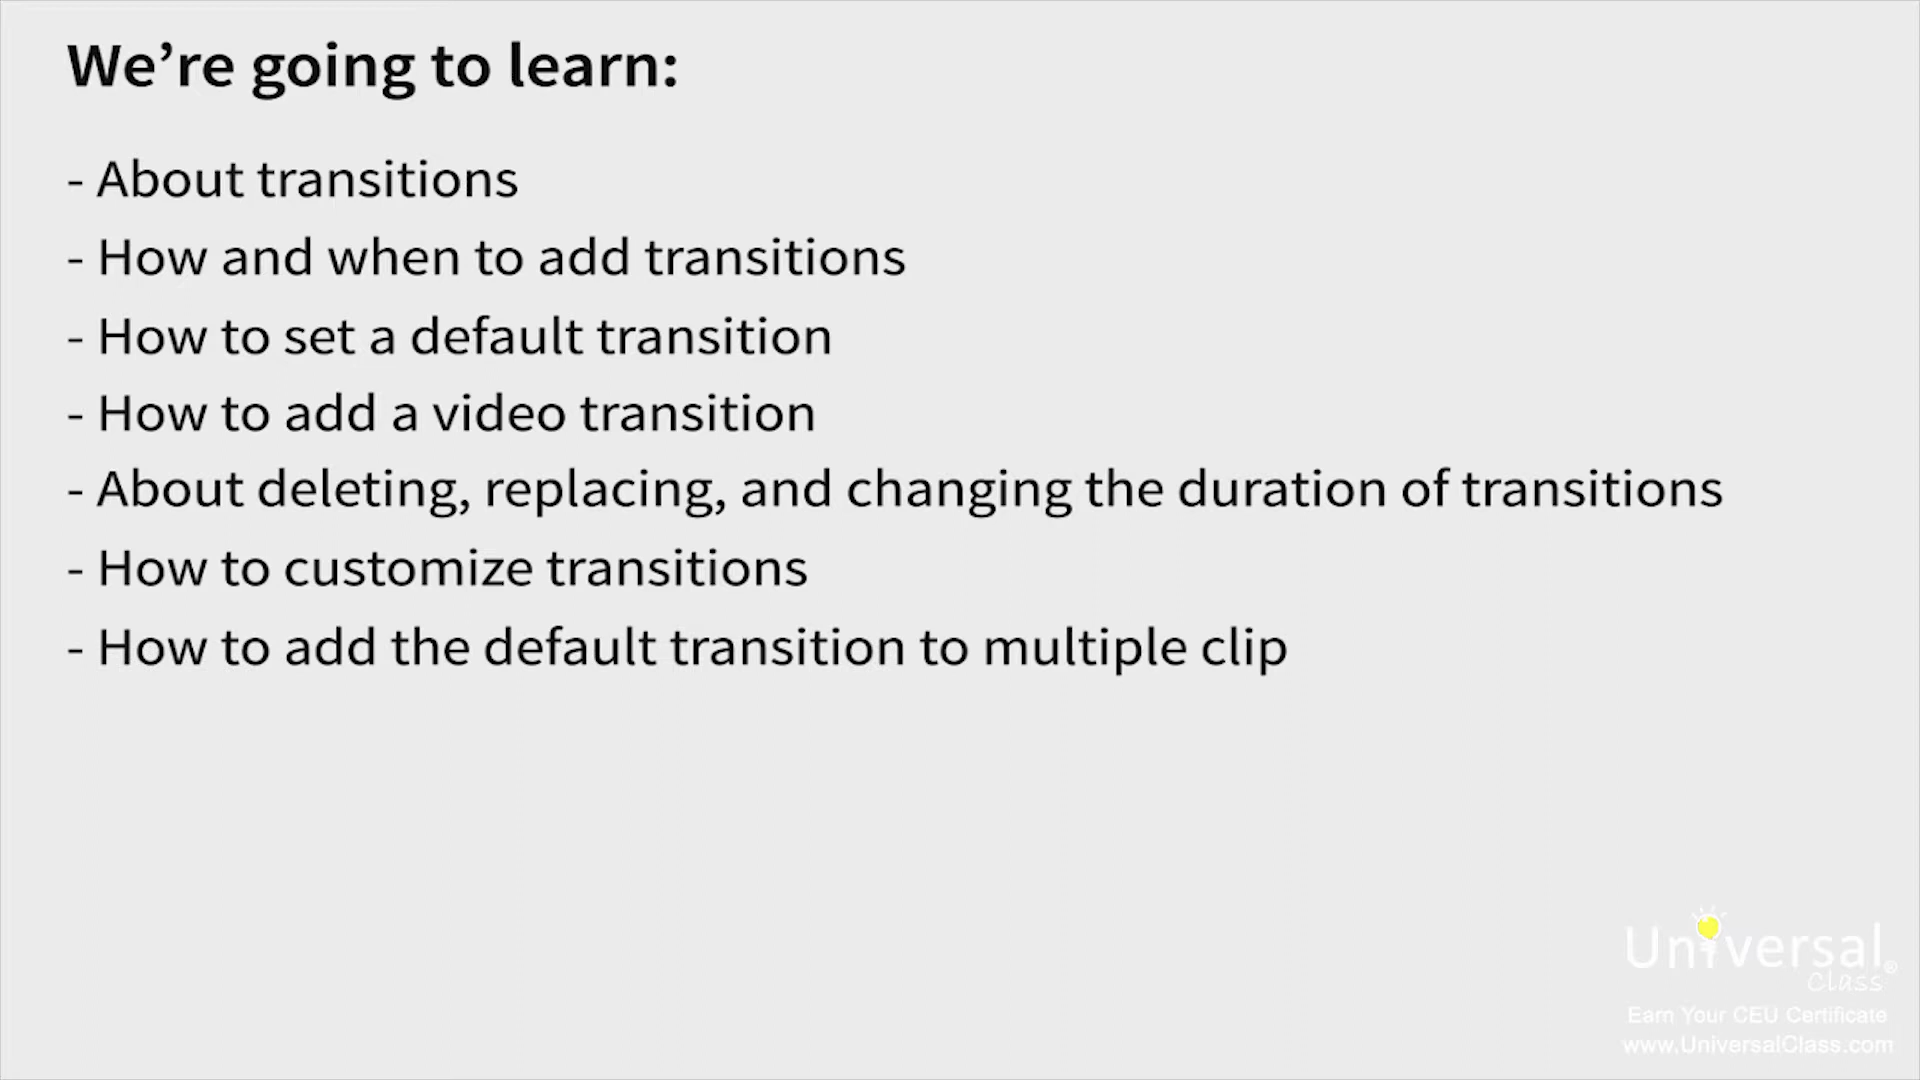 We're going to learn:
- About transitions
- How and when to add transitions
- How to set a default transition
- How to add a video transition
- About deleting, replacing, and changing the duration of transitions
- How to customize transitions
- How to add the default transition to multiple clip
Universal®
Class
Earn Your CEU Certificate
www.UniversalClass.com